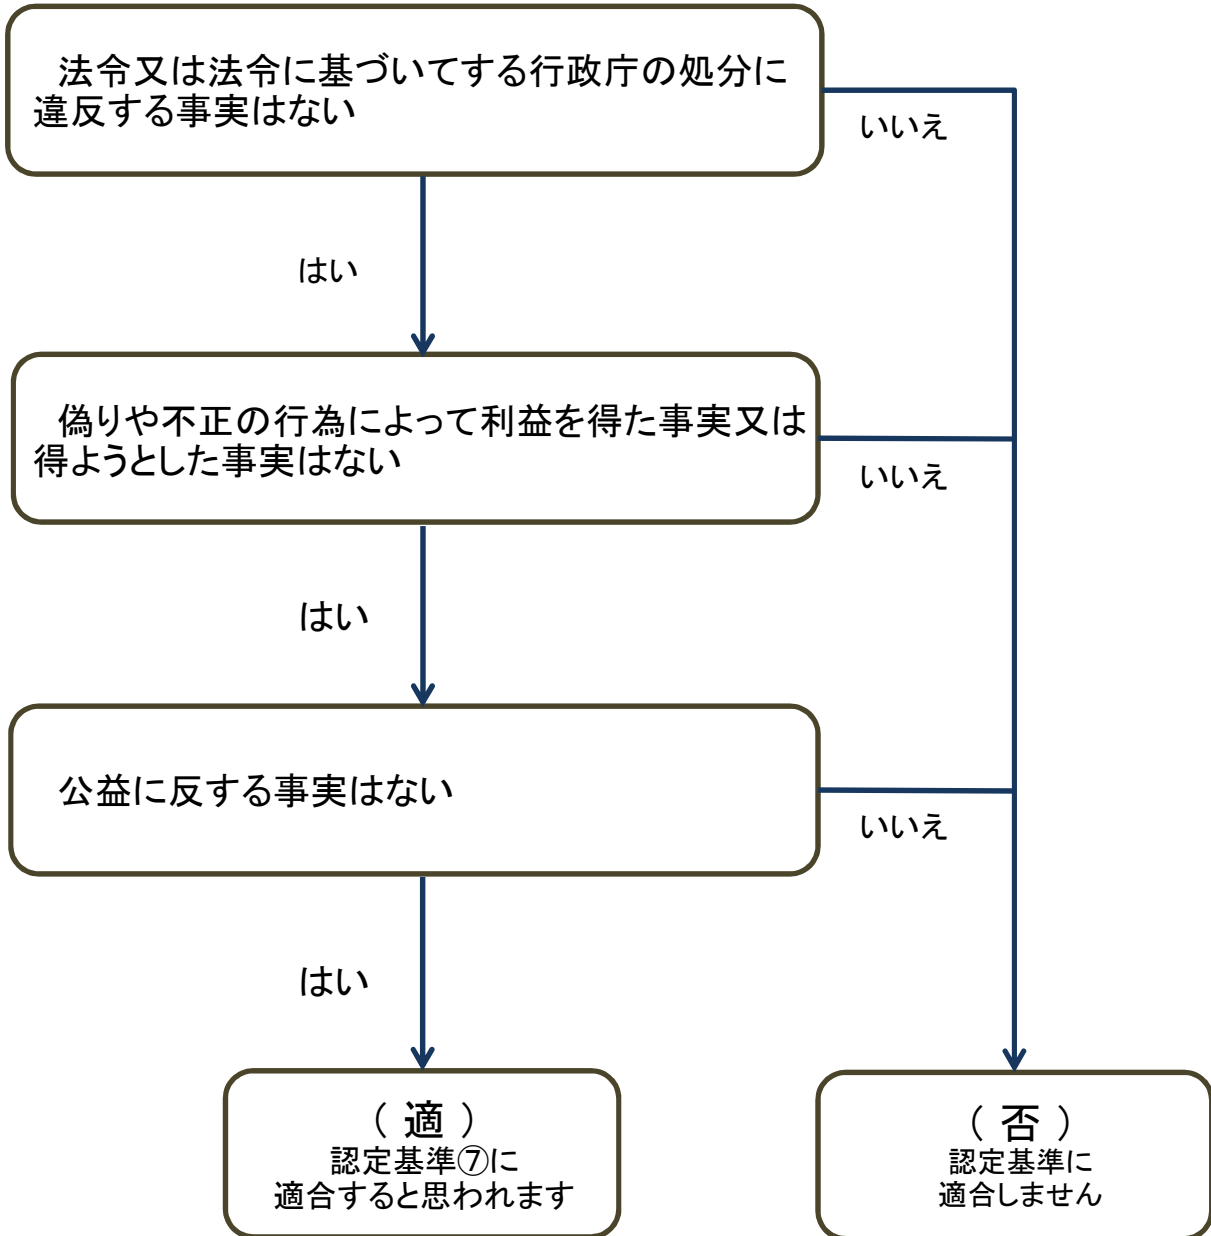 法令又は法令に基づいてする行政庁の処分に
違反する事実はない
いいえ
はい
偽りや不正の行為によって利益を得た事実又は
得ようとした事実はない
いいえ
はい
公益に反する事実はない
いいえ
はい
（ 適 ）
認定基準⑦に
適合すると思われます
（ 否 ）
認定基準に
適合しません